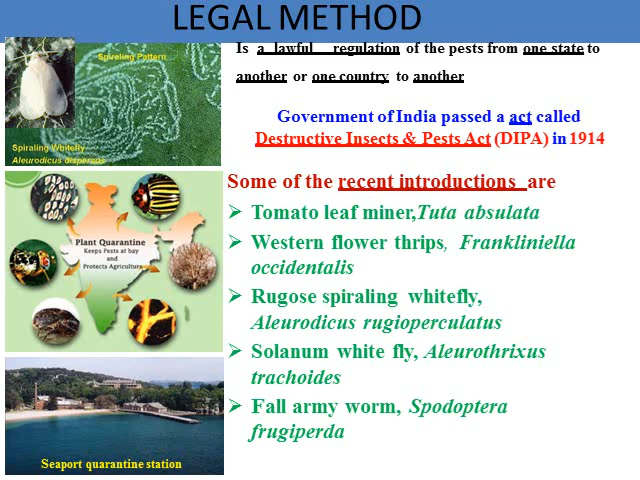 LEGAL METHOD
Spiraling Pattern
Spiraling Whitefly
Aleurodicus dispersus
Is a lawful regulation of the pests from one state to
another or one country to another
Government of India passed a act called
Destructive Insects & Pests Act (DIPA) in 1914
Plant Quarantine
Keeps Pests at bay
and
Protects Agriculture
Some of the recent introductions are
➢ Tomato leaf miner,Tuta absulata
➢ Western flower thrips, Frankliniella
occidentalis
➢ Rugose spiraling whitefly,
Aleurodicus rugioperculatus
➢ Solanum white fly, Aleurothrixus
trachoides
➢ Fall army worm, Spodoptera
frugiperda
Seaport quarantine station